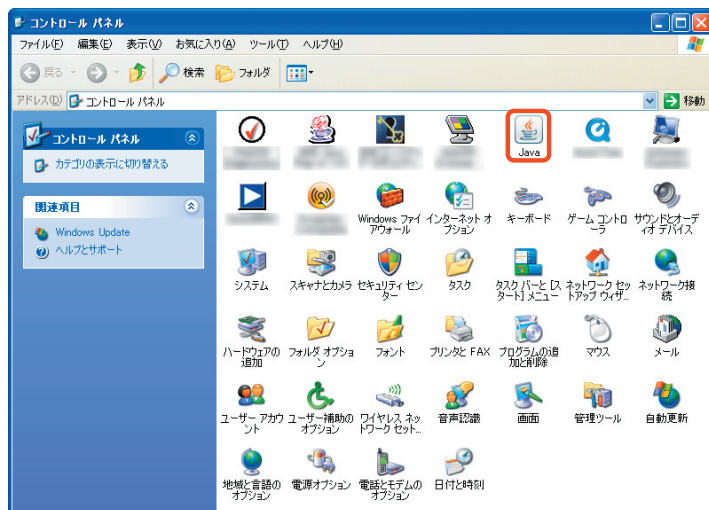 コントロール パネル
ファイル(F) 編集(E) 表示(V) お気に入り(A) ツール(T) ヘルプ(H)
戻る 検索 フォルダ
アドレス(D) コントロール パネル 移動
コントロール パネル
カテゴリの表示に切り替える
関連項目
Windows Update
ヘルプとサポート
Java
Windows ファイ
アウォール
インターネット オ
プション
キーボード
ゲーム コントロ
ーラ
サウンドとオーデ
ィオ デバイス
システム
スキャナとカメラ
セキュリティ セン
ター
タスク
タスク バーと [ス
タート] メニュー
ネットワーク セッ
トアップ ウィザ...
ネットワーク接
続
ハードウェアの
追加
フォルダ オプショ
ン
フォント
プリンタと FAX
プログラムの追
加と削除
マウス
メール
ユーザー アカウ
ント
ユーザー補助の
オプション
ワイヤレス ネッ
トワーク セット...
音声認識
画面
管理ツール
自動更新
地域と言語の
オプション
電源オプション
電話とモデムの
オプション
日付と時刻